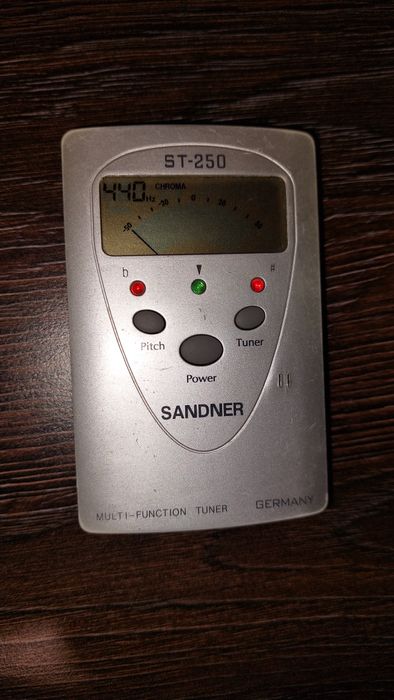 ST-250
440Hz CHROMA
-50 -20 0 20 50
b #
Pitch Tuner
Power
SANDNER
MULTI-FUNCTION TUNER GERMANY